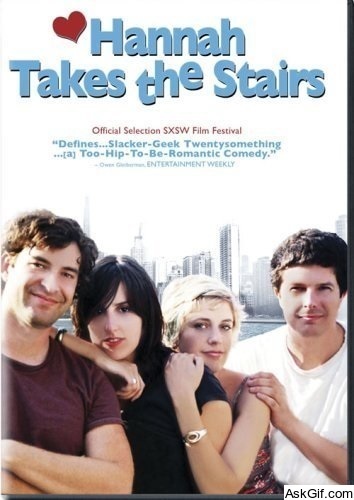 Hannah
Takes the Stairs
Official Selection SXSW Film Festival
"Defines...Slacker-Geek Twentysomething
...[a] Too-Hip-To-Be-Romantic Comedy."
– Owen Gleiberman, ENTERTAINMENT WEEKLY
AskGif.com